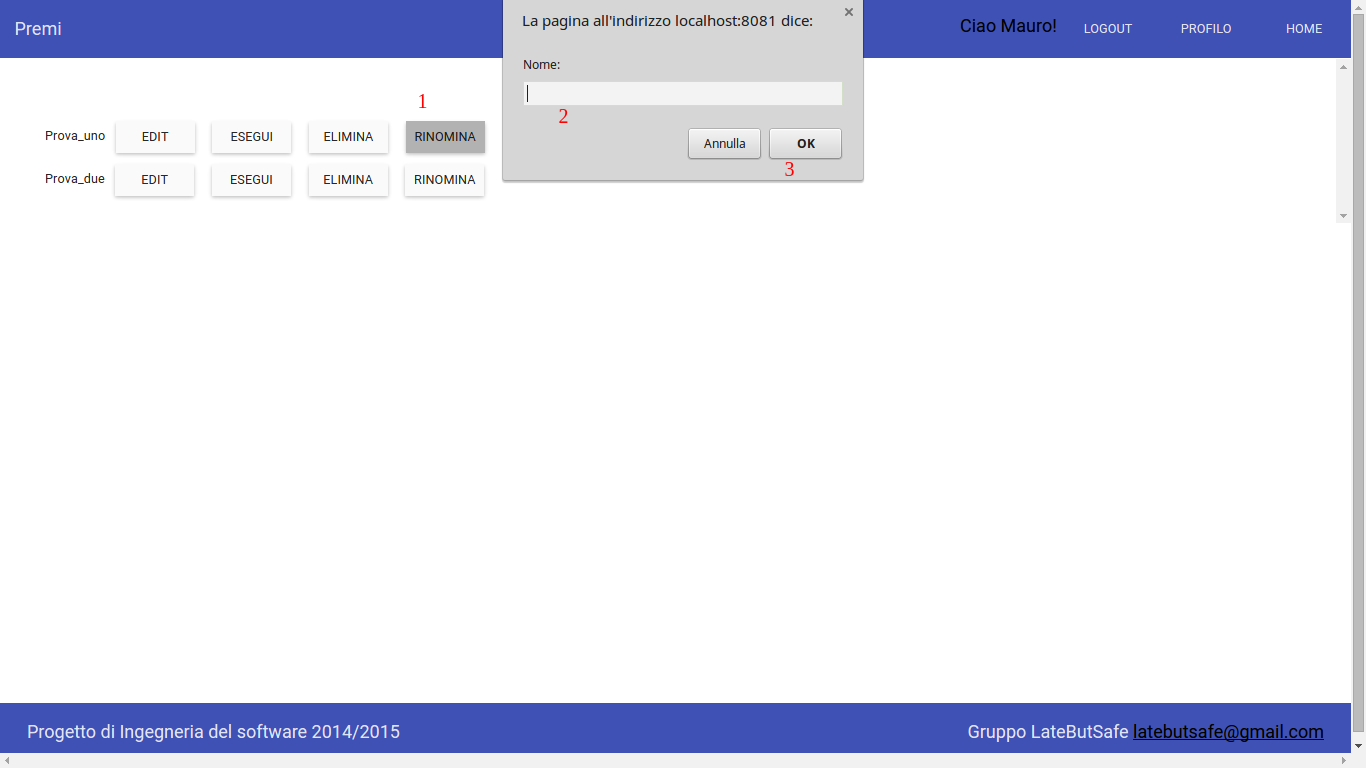 Premi
La pagina all'indirizzo localhost:8081 dice:
Ciao Mauro! LOGOUT PROFILO HOME
Nome:
1
2
Prova_uno EDIT ESEGUI ELIMINA RINOMINA
Annulla OK
3
Prova_due EDIT ESEGUI ELIMINA RINOMINA
Progetto di Ingegneria del software 2014/2015
Gruppo LateButSafe latebutsafe@gmail.com